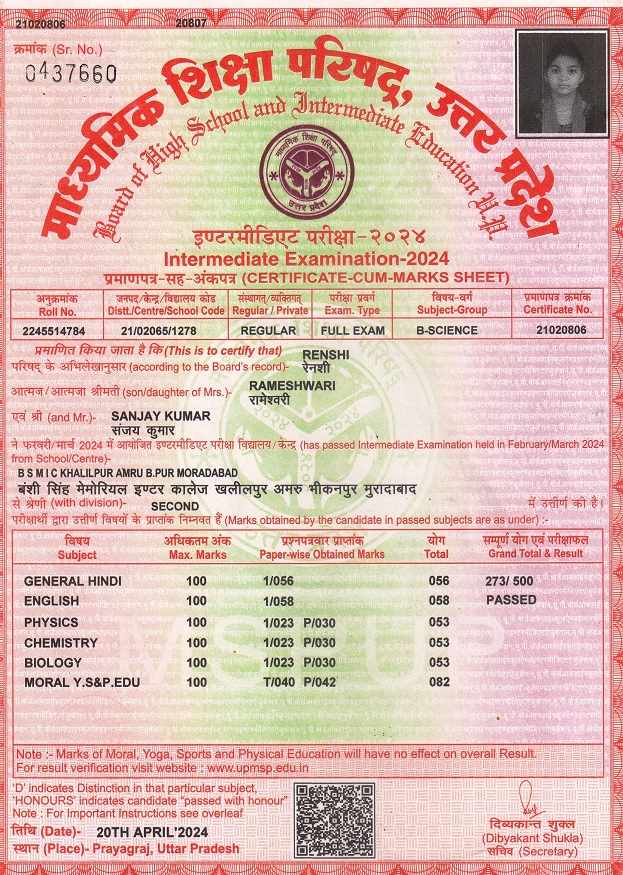 21020806 20807
क्रमांक (Sr. No.)
0437660
माध्यमिक शिक्षा परिषद, उत्तर प्रदेश
Board of High School and Intermediate Education U.P.
माध्यमिक शिक्षा परिषद
उत्तर प्रदेश
इण्टरमीडिएट परीक्षा-२०२४
Intermediate Examination-2024
प्रमाणपत्र-सह-अंकपत्र (CERTIFICATE-CUM-MARKS SHEET)
अनुक्रमांक जनपद/केन्द्र/विद्यालय कोड संस्थागत/व्यक्तिगत परीक्षा प्रवर्ग विषय-वर्ग प्रमाणपत्र क्रमांक
Roll No. Distt./Centre/School Code Regular / Private Exam. Type Subject-Group Certificate No.
2245514784 21/02065/1278 REGULAR FULL EXAM B-SCIENCE 21020806
प्रमाणित किया जाता है कि (This is to certify that) RENSHI
परिषद् के अभिलेखानुसार (according to the Board's record)- रेनशी
आत्मज/आत्मजा श्रीमती (son/daughter of Mrs.)- RAMESHWARI
रामेश्वरी
एवं श्री (and Mr.)- SANJAY KUMAR
संजय कुमार
ने फरवरी/मार्च 2024 में आयोजित इण्टरमीडिएट परीक्षा विद्यालय/केन्द्र (has passed Intermediate Examination held in February/March 2024
from School/Centre)-
B S M I C KHALILPUR AMRU B.PUR MORADABAD
बंशी सिंह मेमोरियल इण्टर कालेज खलीलपुर अमरु भीकनपुर मुरादाबाद
से श्रेणी (with division)- SECOND में उत्तीर्ण की है।
परीक्षार्थी द्वारा उत्तीर्ण विषयों के प्राप्तांक निम्नवत हैं (Marks obtained by the candidate in passed subjects are as under) :-
विषय अधिकतम अंक प्रश्नपत्रवार प्राप्तांक योग सम्पूर्ण योग एवं परीक्षाफल
Subject Max. Marks Paper-wise Obtained Marks Total Grand Total & Result
GENERAL HINDI 100 1/056 056 273/ 500
ENGLISH 100 1/058 058 PASSED
PHYSICS 100 1/023 P/030 053
CHEMISTRY 100 1/023 P/030 053
BIOLOGY 100 1/023 P/030 053
MORAL Y.S&P.EDU 100 T/040 P/042 082
MSPUP
Note :- Marks of Moral, Yoga, Sports and Physical Education will have no effect on overall Result.
For result verification visit website : www.upmsp.edu.in
'D' indicates Distinction in that particular subject,
'HONOURS' indicates candidate "passed with honour"
Note : For Important Instructions see overleaf
तिथि (Date)- 20TH APRIL'2024
स्थान (Place)- Prayagraj, Uttar Pradesh
दिव्यकान्त शुक्ल
(Dibyakant Shukla)
सचिव (Secretary)